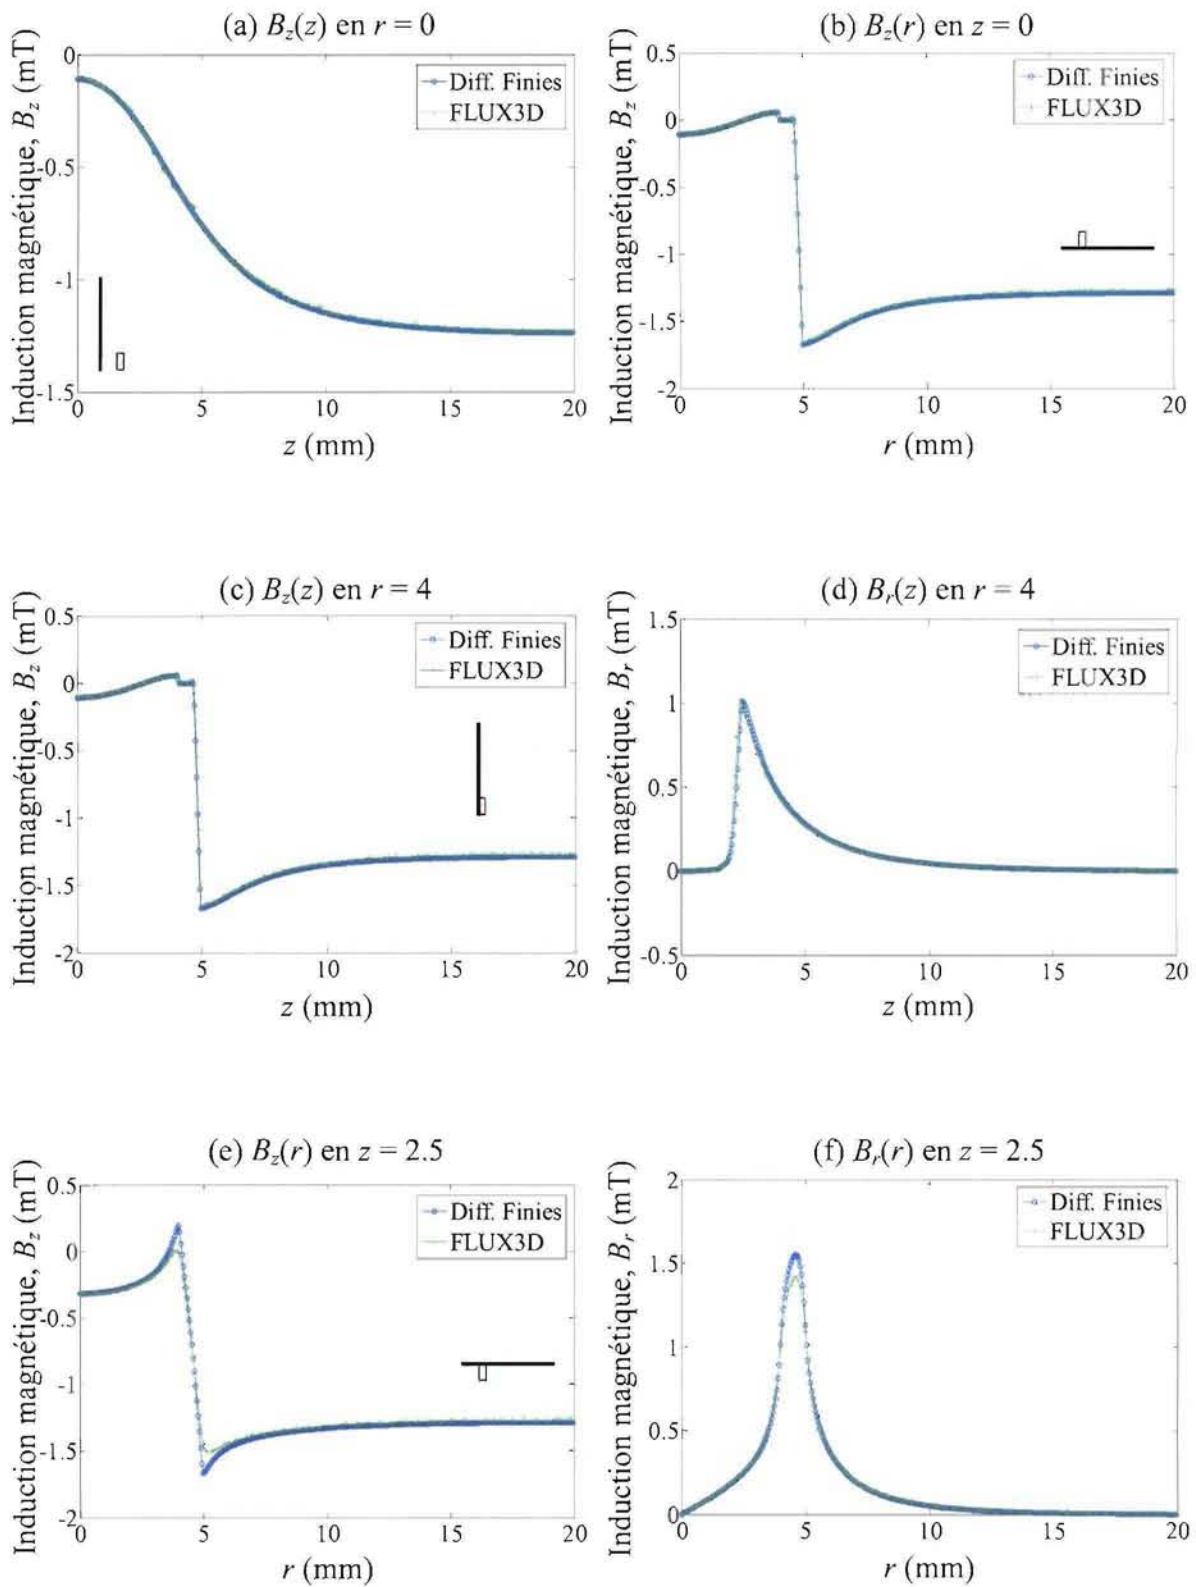 (a) Bz(z) en r = 0
Induction magnétique, Bz (mT)
0
-0.5
-1
-1.5
Diff. Finies
FLUX3D
0 5 10 15 20
z (mm)
(b) Bz(r) en z = 0
Induction magnétique, Bz (mT)
0.5
0
-0.5
-1
-1.5
-2
Diff. Finies
FLUX3D
0 5 10 15 20
r (mm)
(c) Bz(z) en r = 4
Induction magnétique, Bz (mT)
0.5
0
-0.5
-1
-1.5
-2
Diff. Finies
FLUX3D
0 5 10 15 20
z (mm)
(d) Br(z) en r = 4
Induction magnétique, Br (mT)
1.5
1
0.5
0
-0.5
Diff. Finies
FLUX3D
0 5 10 15 20
z (mm)
(e) Bz(r) en z = 2.5
Induction magnétique, Bz (mT)
0.5
0
-0.5
-1
-1.5
-2
Diff. Finies
FLUX3D
0 5 10 15 20
r (mm)
(f) Br(r) en z = 2.5
Induction magnétique, Br (mT)
2
1.5
1
0.5
0
Diff. Finies
FLUX3D
0 5 10 15 20
r (mm)